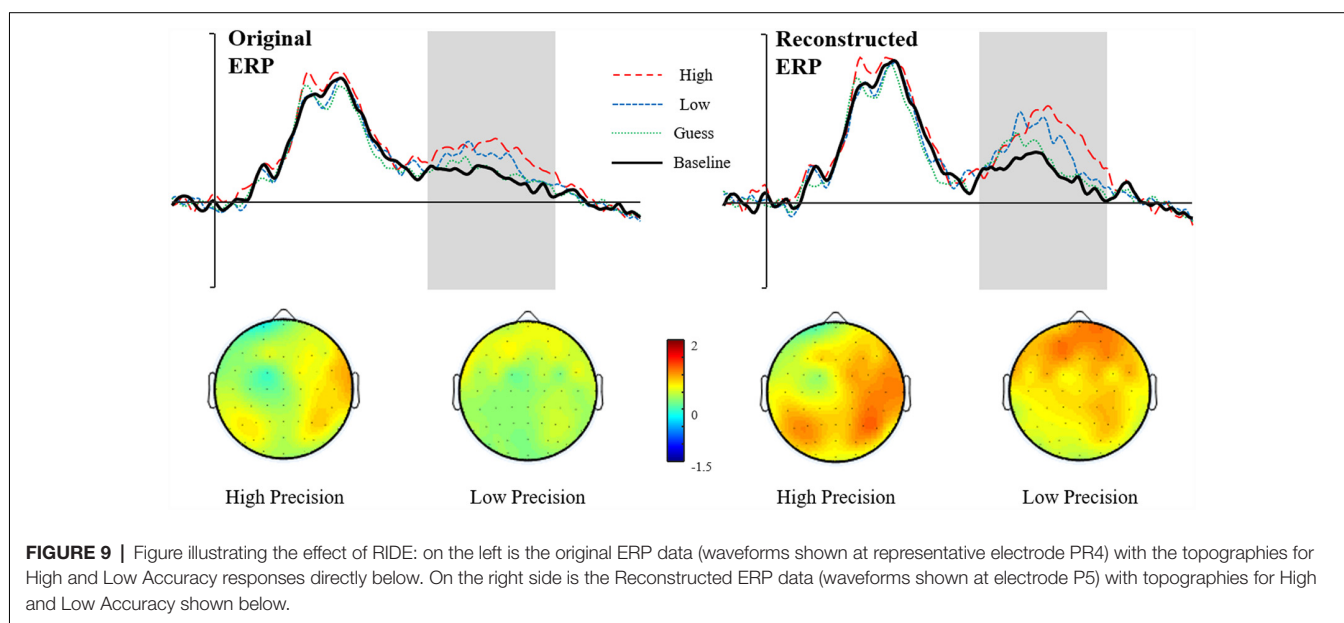 Original
ERP
High
Low
Guess
Baseline
Reconstructed
ERP
2
0
-1.5
High Precision
Low Precision
High Precision
Low Precision
FIGURE 9 | Figure illustrating the effect of RIDE: on the left is the original ERP data (waveforms shown at representative electrode PR4) with the topographies for
High and Low Accuracy responses directly below. On the right side is the Reconstructed ERP data (waveforms shown at electrode P5) with topographies for High
and Low Accuracy shown below.